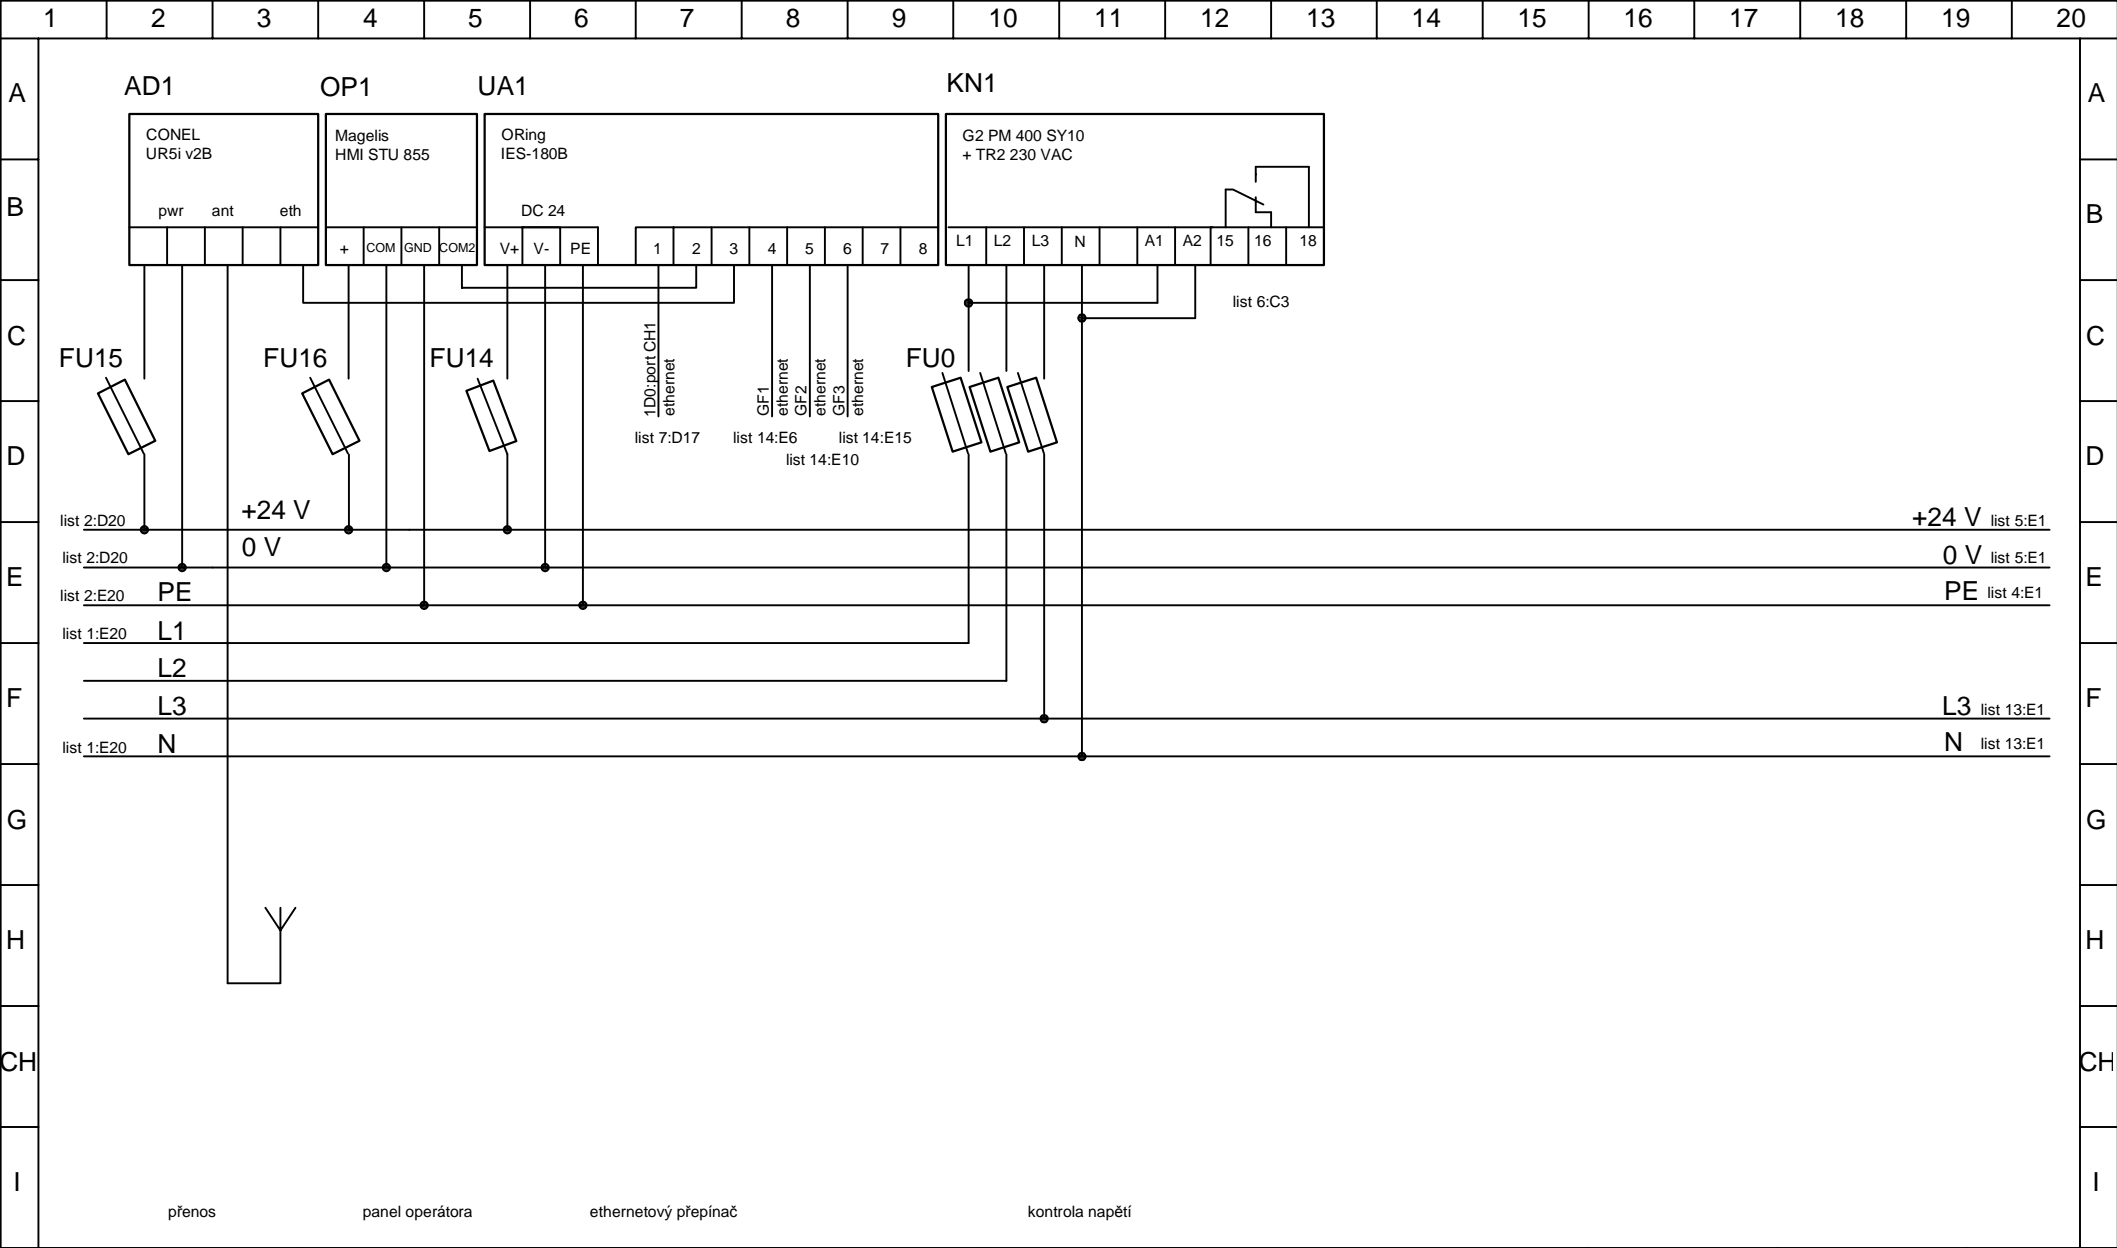 1 2 3 4 5 6 7 8 9 10 11 12 13 14 15 16 17 18 19 20
A A
AD1 OP1 UA1 KN1
CONEL
UR5i v2B
Magelis
HMI STU 855
ORing
IES-180B
G2 PM 400 SY10
+ TR2 230 VAC
B B
pwr ant eth
DC 24
+ COM GND COM2
V+ V- PE
1 2 3 4 5 6 7 8
L1 L2 L3 N A1 A2 15 16 18
list 6:C3
C C
FU15 FU16 FU14 FU0
1D0:port CH1
ethernet
GF1
ethernet
GF2
ethernet
GF3
ethernet
list 7:D17 list 14:E6 list 14:E15
list 14:E10
D D
list 2:D20 +24 V +24 V list 5:E1
list 2:D20 0 V 0 V list 5:E1
E E
list 2:E20 PE PE list 4:E1
list 1:E20 L1
L2
F F
L3 L3 list 13:E1
list 1:E20 N N list 13:E1
G G
H H
CH CH
I I
přenos panel operátora ethernetový přepínač kontrola napětí